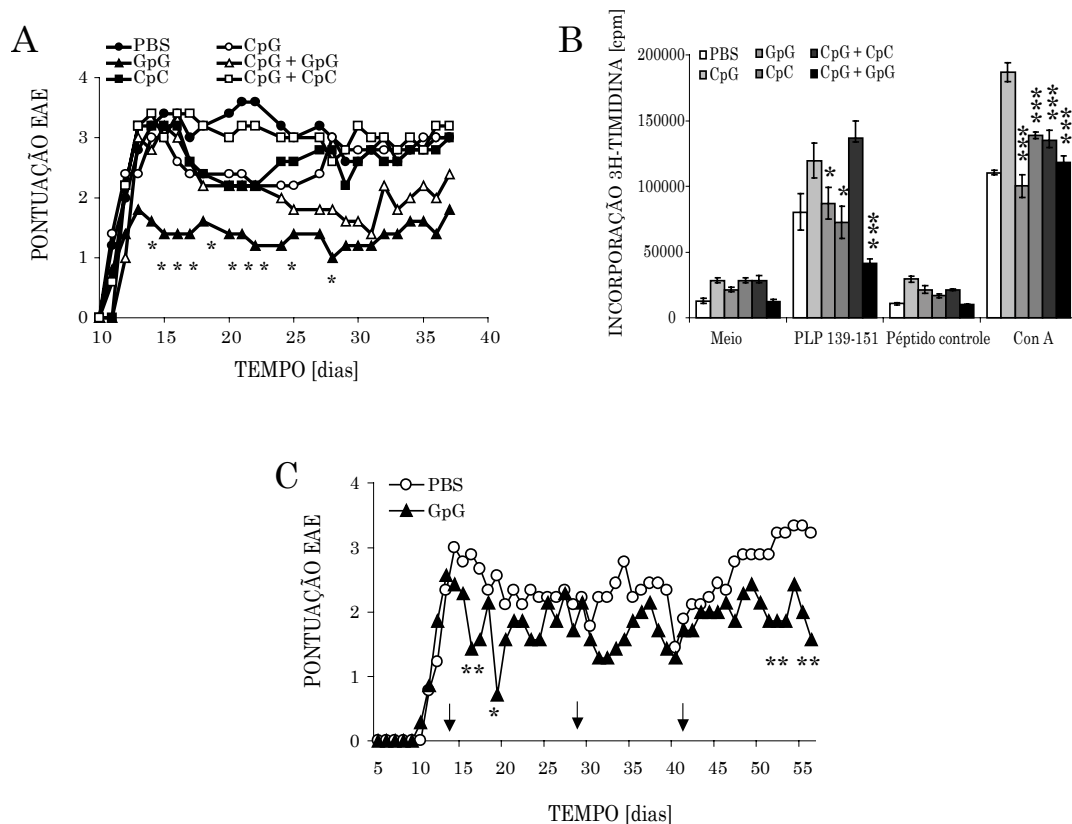 A
PBS
GpG
CpC
CpG
CpG + GpG
CpG + CpC
PONTUAÇÃO EAE
4
3
2
1
0
10 15 20 25 30 35 40
* *
* * * * * * * *
TEMPO [dias]
B
PBS
CpG
GpG
CpC
CpG + CpC
CpG + GpG
INCORPORAÇÃO 3H-TIMIDINA [cpm]
200000
150000
100000
50000
0
* * *** *** *** *** ***
Meio PLP 139-151 Péptido controle Con A
C
PBS
GpG
PONTUAÇÃO EAE
4
3
2
1
0
** * ** **
5 10 15 20 25 30 35 40 45 50 55
TEMPO [dias]